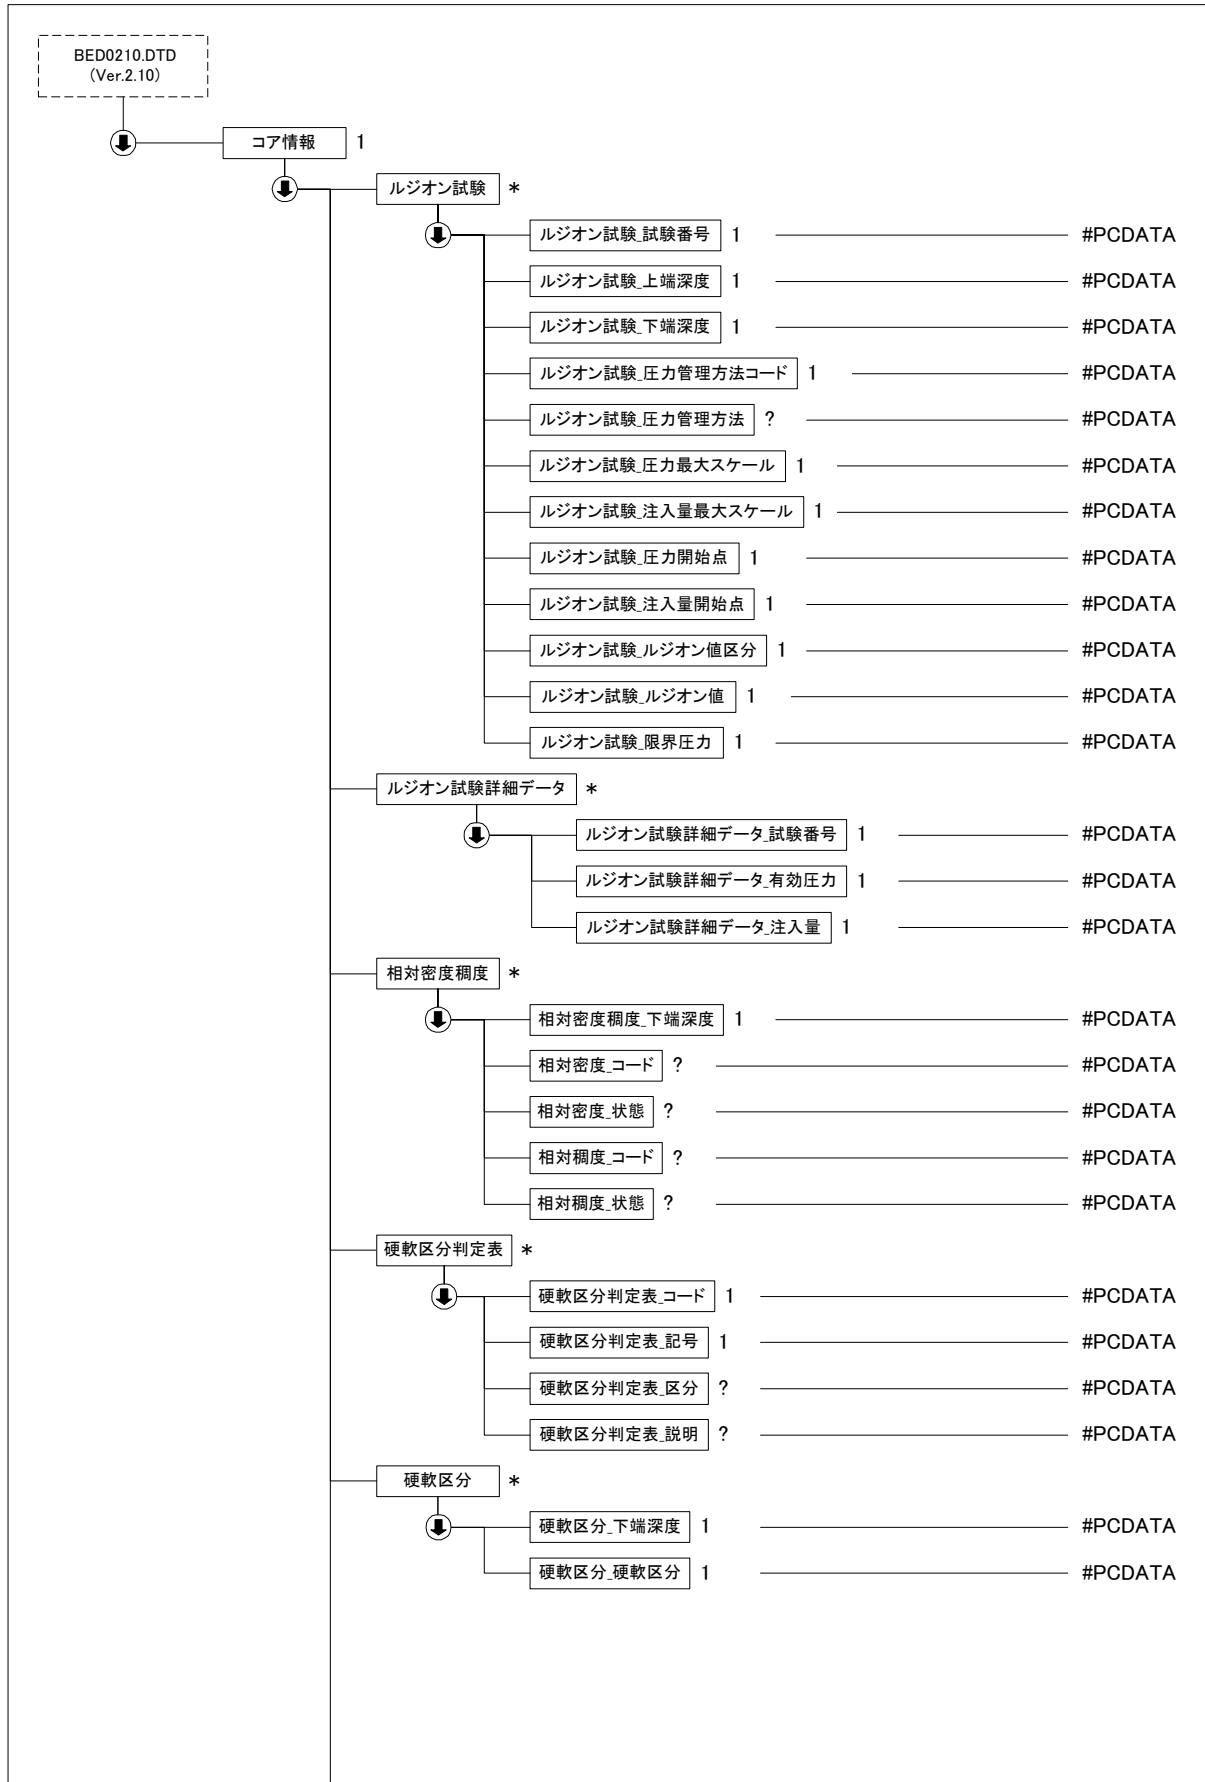 BED0210.DTD
(Ver.2.10)
コア情報 1
ルジオン試験 *
ルジオン試験_試験番号 1 #PCDATA
ルジオン試験_上端深度 1 #PCDATA
ルジオン試験_下端深度 1 #PCDATA
ルジオン試験_圧力管理方法コード 1 #PCDATA
ルジオン試験_圧力管理方法 ? #PCDATA
ルジオン試験_圧力最大スケール 1 #PCDATA
ルジオン試験_注入量最大スケール 1 #PCDATA
ルジオン試験_圧力開始点 1 #PCDATA
ルジオン試験_注入量開始点 1 #PCDATA
ルジオン試験_ルジオン値区分 1 #PCDATA
ルジオン試験_ルジオン値 1 #PCDATA
ルジオン試験_限界圧力 1 #PCDATA
ルジオン試験詳細データ *
ルジオン試験詳細データ_試験番号 1 #PCDATA
ルジオン試験詳細データ_有効圧力 1 #PCDATA
ルジオン試験詳細データ_注入量 1 #PCDATA
相対密度稠度 *
相対密度稠度_下端深度 1 #PCDATA
相対密度_コード ? #PCDATA
相対密度_状態 ? #PCDATA
相対稠度_コード ? #PCDATA
相対稠度_状態 ? #PCDATA
硬軟区分判定表 *
硬軟区分判定表_コード 1 #PCDATA
硬軟区分判定表_記号 1 #PCDATA
硬軟区分判定表_区分 ? #PCDATA
硬軟区分判定表_説明 ? #PCDATA
硬軟区分 *
硬軟区分_下端深度 1 #PCDATA
硬軟区分_硬軟区分 1 #PCDATA